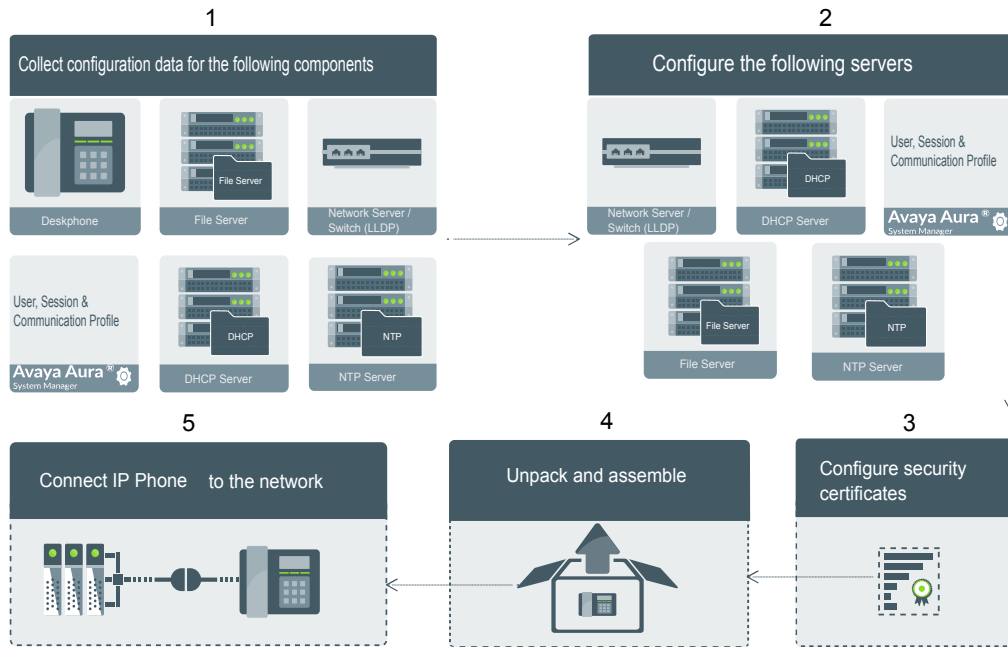 1
Collect configuration data for the following components
File Server
Deskphone
File Server
Network Server /
Switch (LLDP)
User, Session &
Communication Profile
Avaya Aura ®
System Manager
DHCP
DHCP Server
NTP
NTP Server
2
Configure the following servers
Network Server /
Switch (LLDP)
DHCP
DHCP Server
User, Session &
Communication Profile
Avaya Aura ®
System Manager
File Server
File Server
NTP
NTP Server
3
Configure security
certificates
4
Unpack and assemble
5
Connect IP Phone to the network